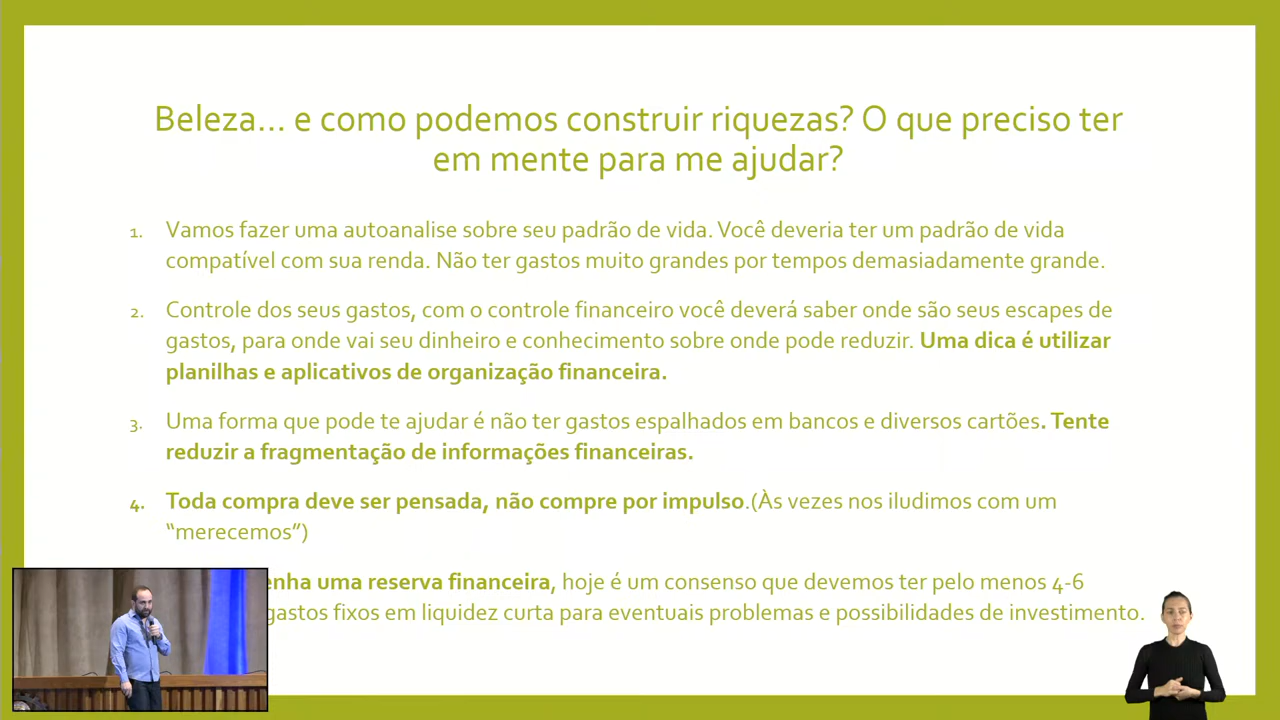 Beleza... e como podemos construir riquezas? O que preciso ter
em mente para me ajudar?
1. Vamos fazer uma autoanalise sobre seu padrão de vida. Você deveria ter um padrão de vida
compatível com sua renda. Não ter gastos muito grandes por tempos demasiadamente grande.
2. Controle dos seus gastos, com o controle financeiro você deverá saber onde são seus escapes de
gastos, para onde vai seu dinheiro e conhecimento sobre onde pode reduzir. Uma dica é utilizar
planilhas e aplicativos de organização financeira.
3. Uma forma que pode te ajudar é não ter gastos espalhados em bancos e diversos cartões. Tente
reduzir a fragmentação de informações financeiras.
4. Toda compra deve ser pensada, não compre por impulso.(Às vezes nos iludimos com um
“merecemos”)
uma reserva financeira, hoje é um consenso que devemos ter pelo menos 4-6
gastos fixos em liquidez curta para eventuais problemas e possibilidades de investimento.